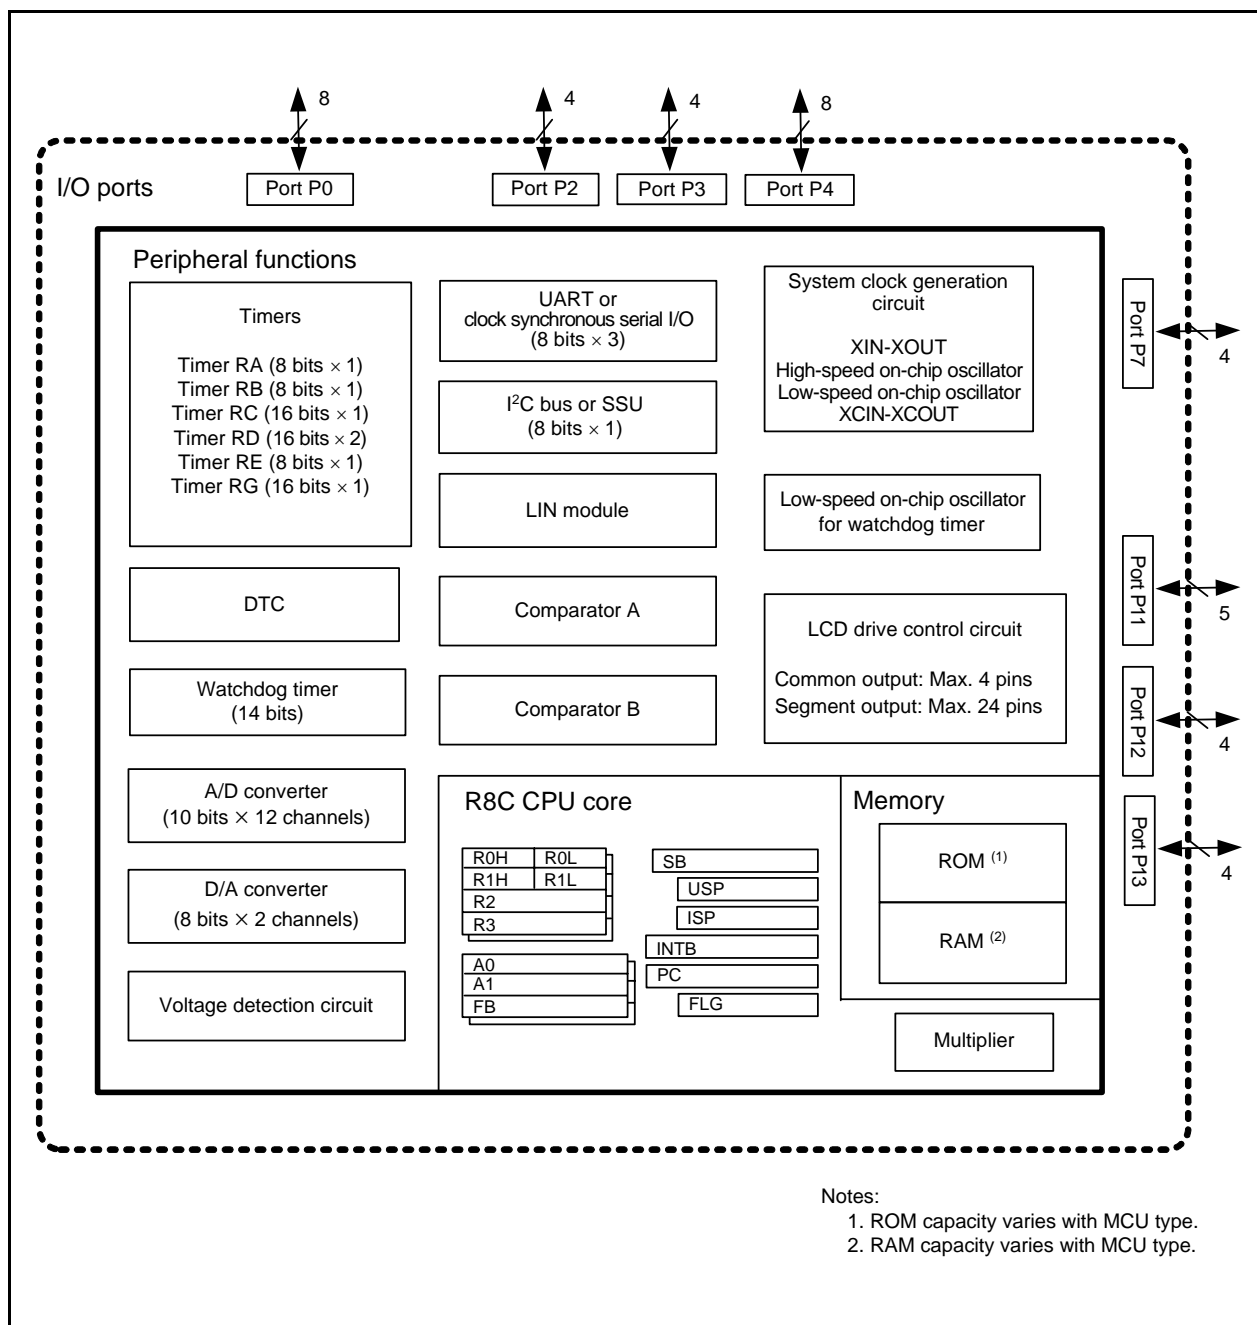 8
4
4
8
I/O ports
Port P0
Port P2
Port P3
Port P4
Peripheral functions
Timers
Timer RA (8 bits × 1)
Timer RB (8 bits × 1)
Timer RC (16 bits × 1)
Timer RD (16 bits × 2)
Timer RE (8 bits × 1)
Timer RG (16 bits × 1)
DTC
Watchdog timer
(14 bits)
A/D converter
(10 bits × 12 channels)
D/A converter
(8 bits × 2 channels)
Voltage detection circuit
UART or
clock synchronous serial I/O
(8 bits × 3)
I²C bus or SSU
(8 bits × 1)
LIN module
Comparator A
Comparator B
System clock generation
circuit
XIN-XOUT
High-speed on-chip oscillator
Low-speed on-chip oscillator
XCIN-XCOUT
Low-speed on-chip oscillator
for watchdog timer
LCD drive control circuit
Common output: Max. 4 pins
Segment output: Max. 24 pins
R8C CPU core
R0H R0L
R1H R1L
R2
R3
A0
A1
FB
SB
USP
ISP
INTB
PC
FLG
Memory
ROM (1)
RAM (2)
Multiplier
Port P7
4
Port P11
5
Port P12
4
Port P13
4
Notes:
1. ROM capacity varies with MCU type.
2. RAM capacity varies with MCU type.